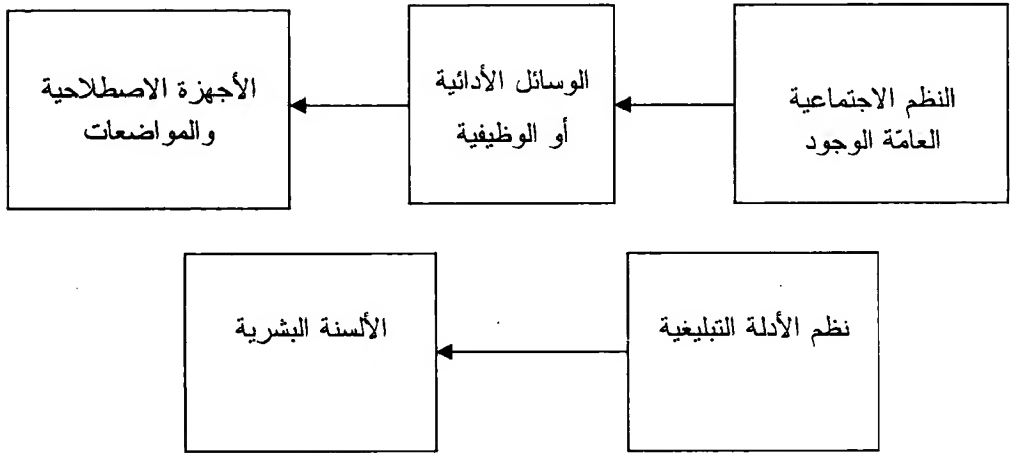 النظم الاجتماعية
العامّة الوجود
الوسائل الأدائية
أو الوظيفية
الأجهزة الاصطلاحية
والمواضعات
نظم الأدلة التبليغية
الألسنة البشرية